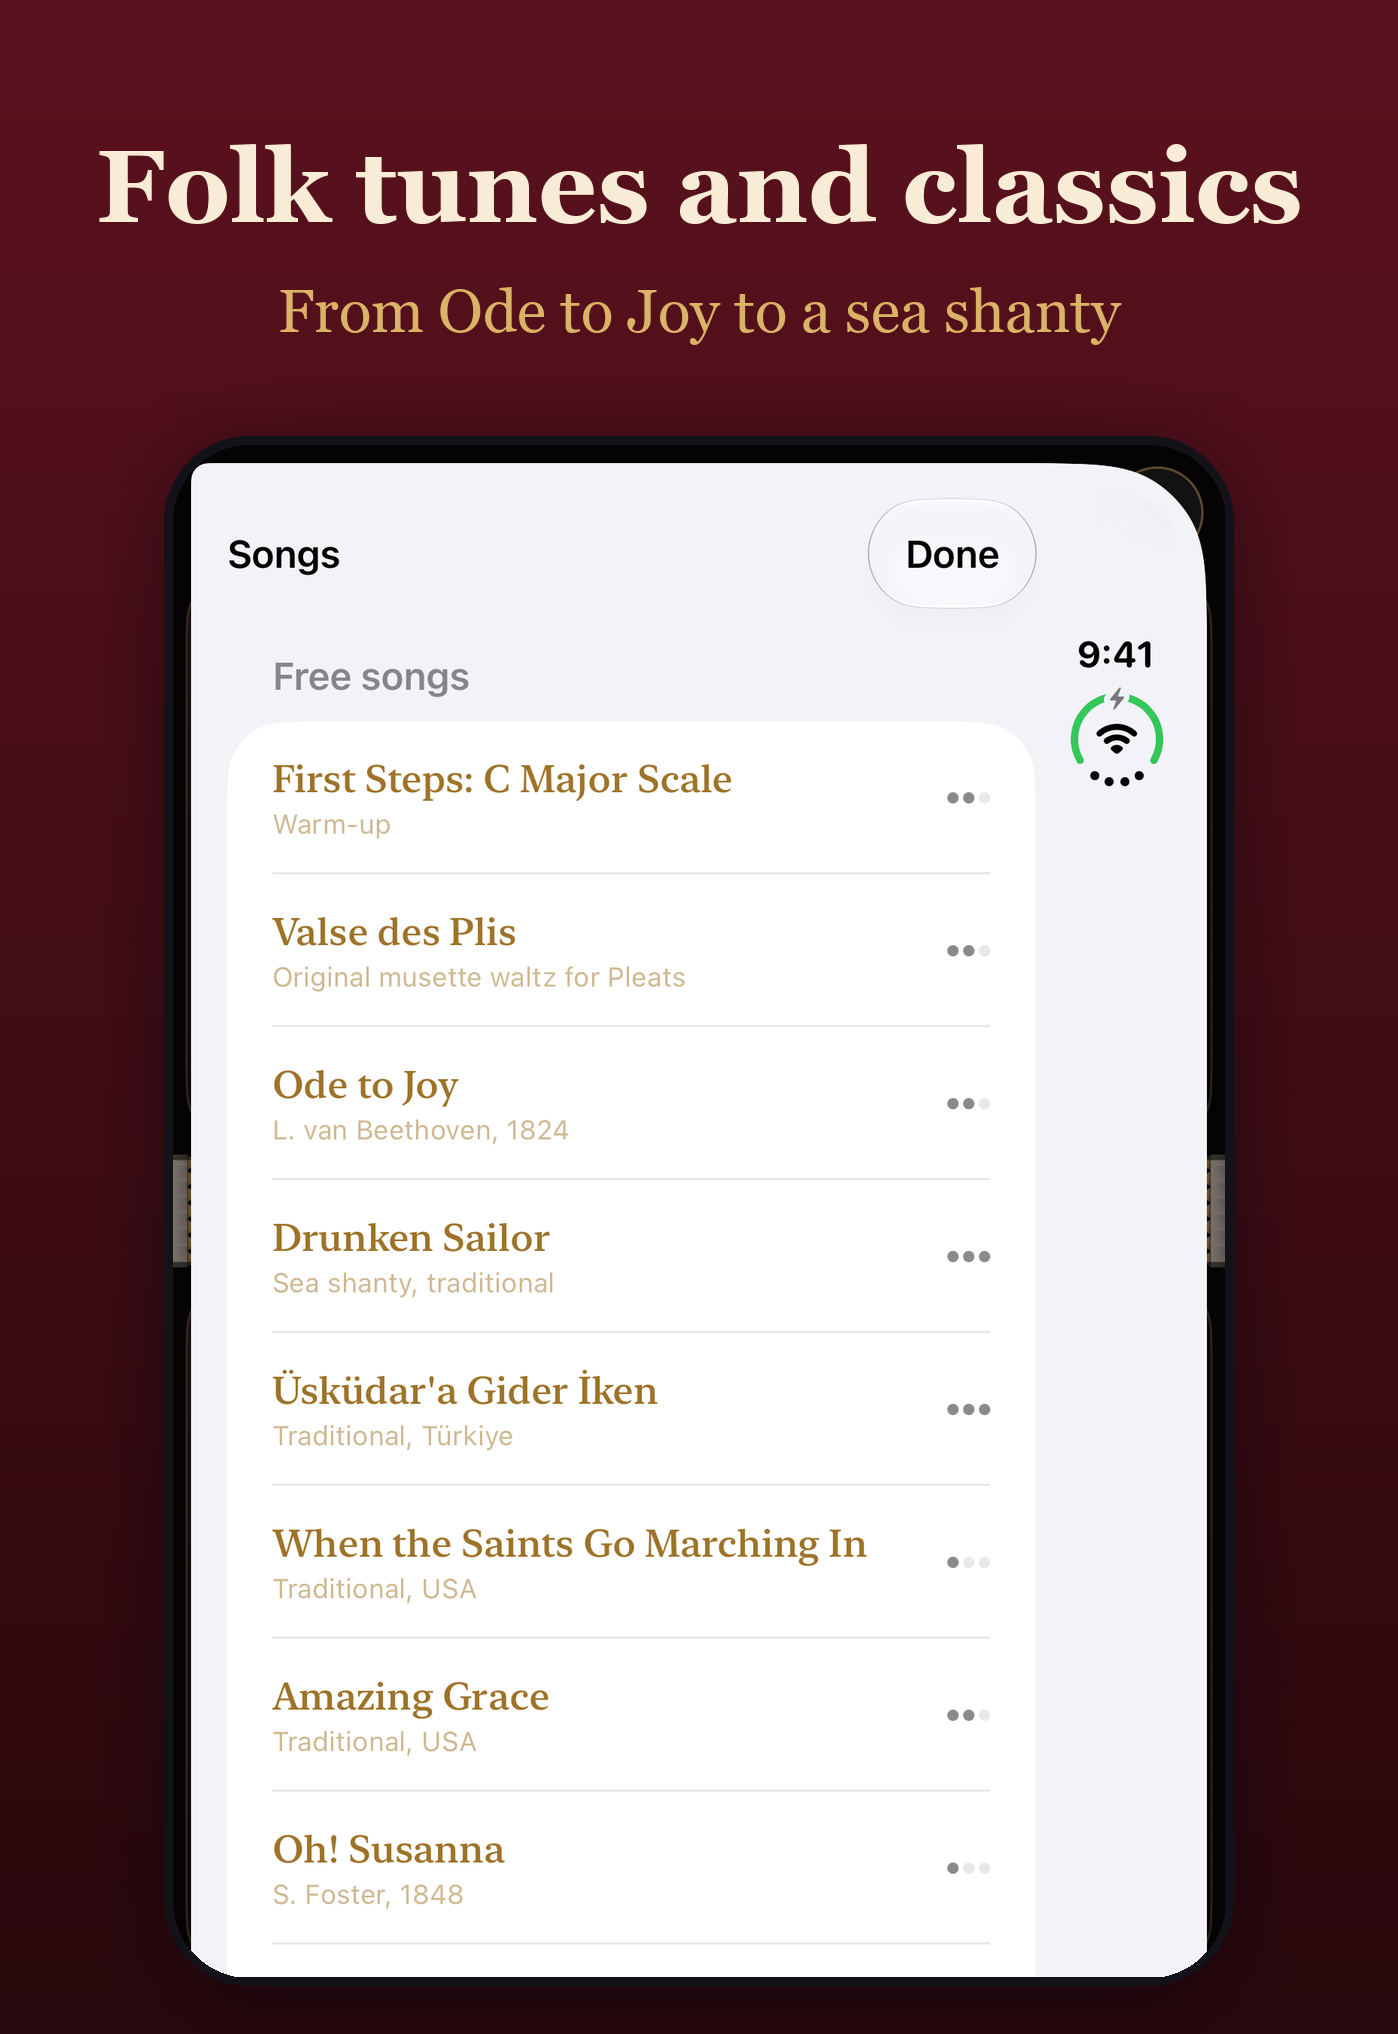 Folk tunes and classics
From Ode to Joy to a sea shanty
Songs
Done
9:41
Free songs
First Steps: C Major Scale
Warm-up
Valse des Plis
Original musette waltz for Pleats
Ode to Joy
L. van Beethoven, 1824
Drunken Sailor
Sea shanty, traditional
Üsküdar'a Gider İken
Traditional, Türkiye
When the Saints Go Marching In
Traditional, USA
Amazing Grace
Traditional, USA
Oh! Susanna
S. Foster, 1848